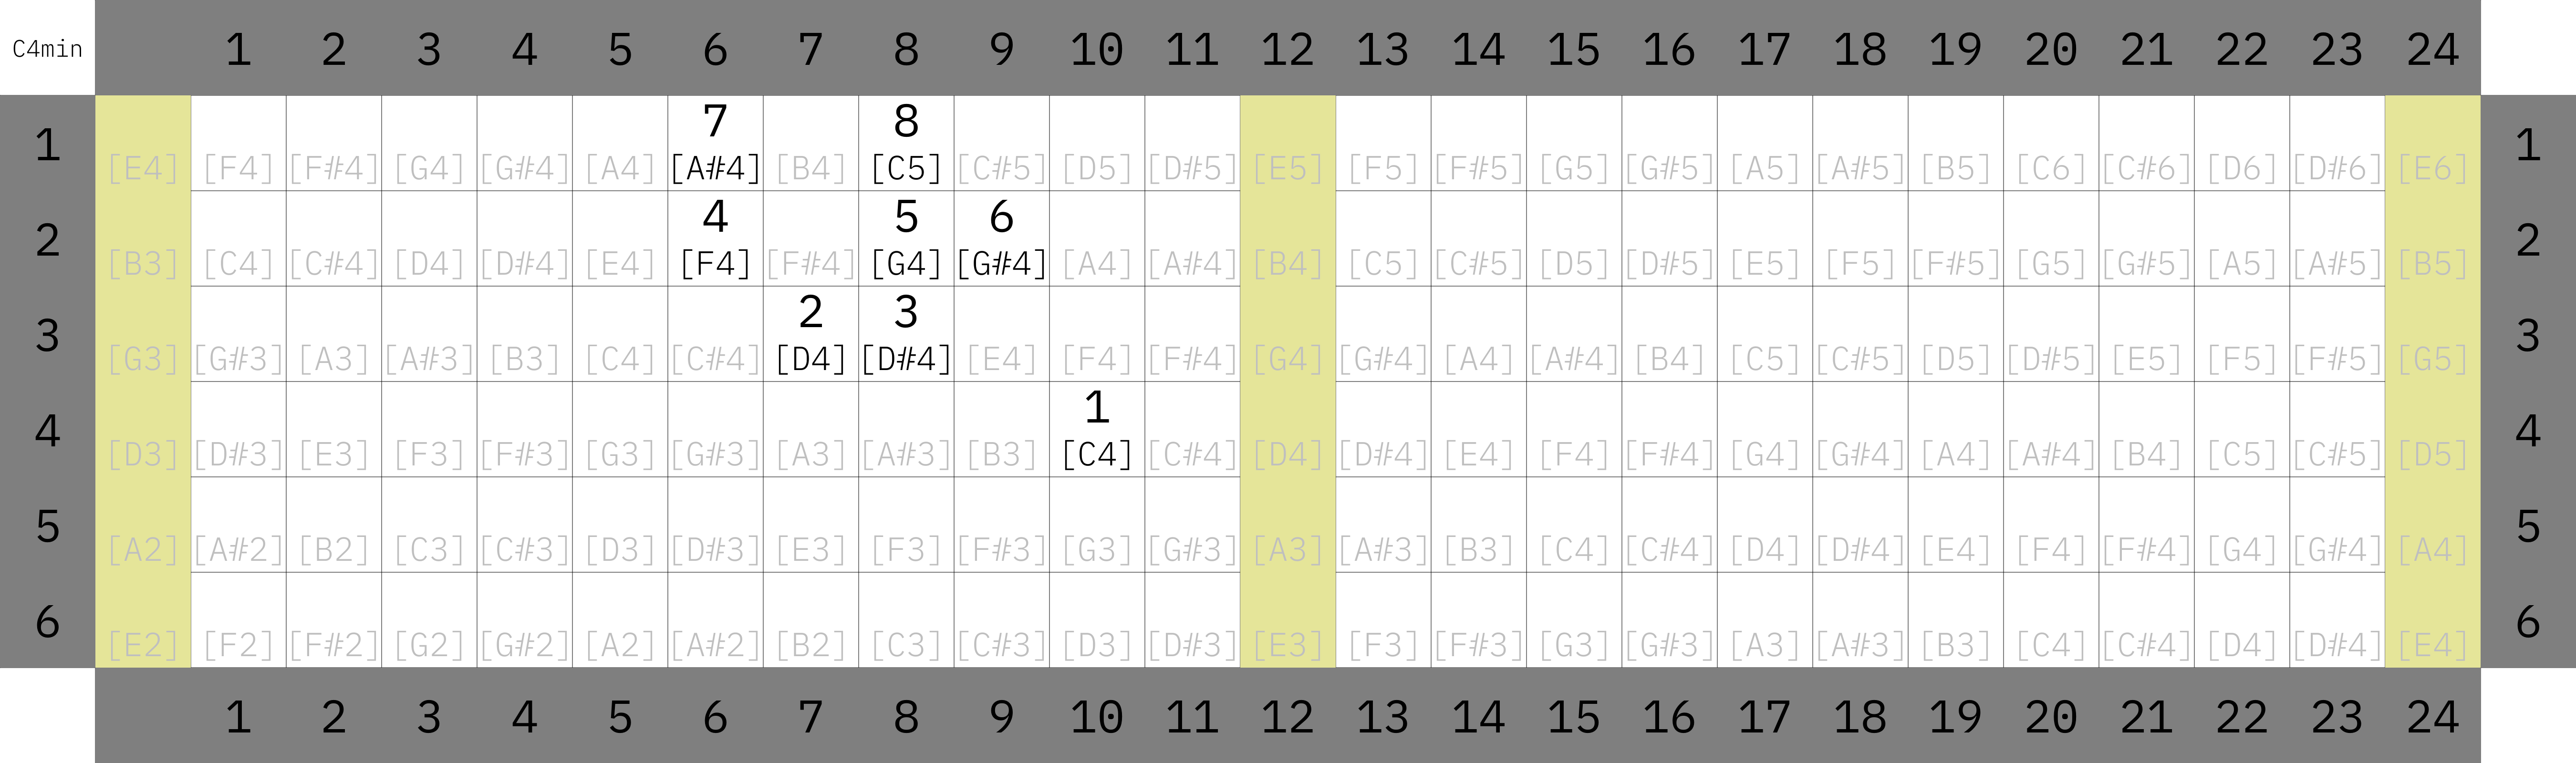 C4min 1 2 3 4 5 6 7 8 9 10 11 12 13 14 15 16 17 18 19 20 21 22 23 24
7 8
1 1
[E4] [F4] [F#4] [G4] [G#4] [A4] [A#4] [B4] [C5] [C#5] [D5] [D#5] [E5] [F5] [F#5] [G5] [G#5] [A5] [A#5] [B5] [C6] [C#6] [D6] [D#6] [E6]
4 5 6
2 2
[B3] [C4] [C#4] [D4] [D#4] [E4] [F4] [F#4] [G4] [G#4] [A4] [A#4] [B4] [C5] [C#5] [D5] [D#5] [E5] [F5] [F#5] [G5] [G#5] [A5] [A#5] [B5]
2 3
3 3
[G3] [G#3] [A3] [A#3] [B3] [C4] [C#4] [D4] [D#4] [E4] [F4] [F#4] [G4] [G#4] [A4] [A#4] [B4] [C5] [C#5] [D5] [D#5] [E5] [F5] [F#5] [G5]
1
4 4
[D3] [D#3] [E3] [F3] [F#3] [G3] [G#3] [A3] [A#3] [B3] [C4] [C#4] [D4] [D#4] [E4] [F4] [F#4] [G4] [G#4] [A4] [A#4] [B4] [C5] [C#5] [D5]
5 5
[A2] [A#2] [B2] [C3] [C#3] [D3] [D#3] [E3] [F3] [F#3] [G3] [G#3] [A3] [A#3] [B3] [C4] [C#4] [D4] [D#4] [E4] [F4] [F#4] [G4] [G#4] [A4]
6 6
[E2] [F2] [F#2] [G2] [G#2] [A2] [A#2] [B2] [C3] [C#3] [D3] [D#3] [E3] [F3] [F#3] [G3] [G#3] [A3] [A#3] [B3] [C4] [C#4] [D4] [D#4] [E4]
1 2 3 4 5 6 7 8 9 10 11 12 13 14 15 16 17 18 19 20 21 22 23 24